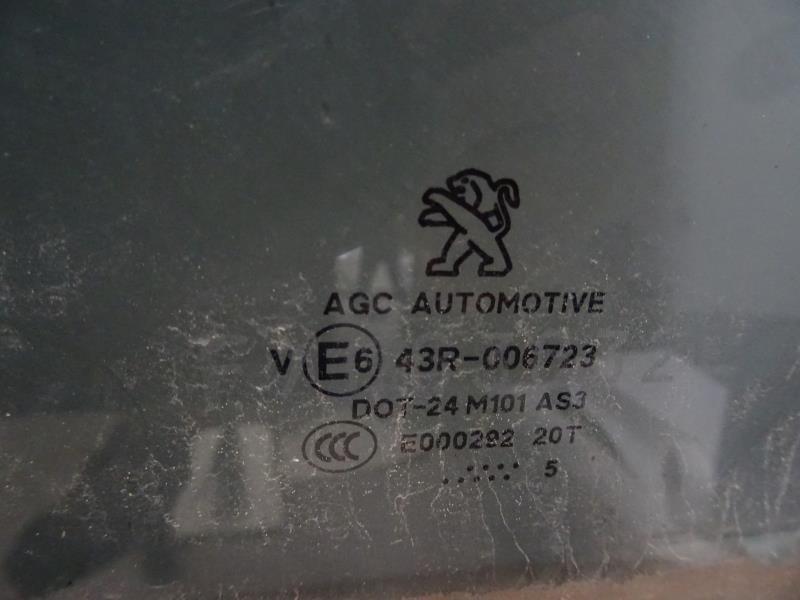 AGC AUTOMOTIVE
V E6 43R-006723
DOT-24 M101 AS3
CCC E000292 20T
5